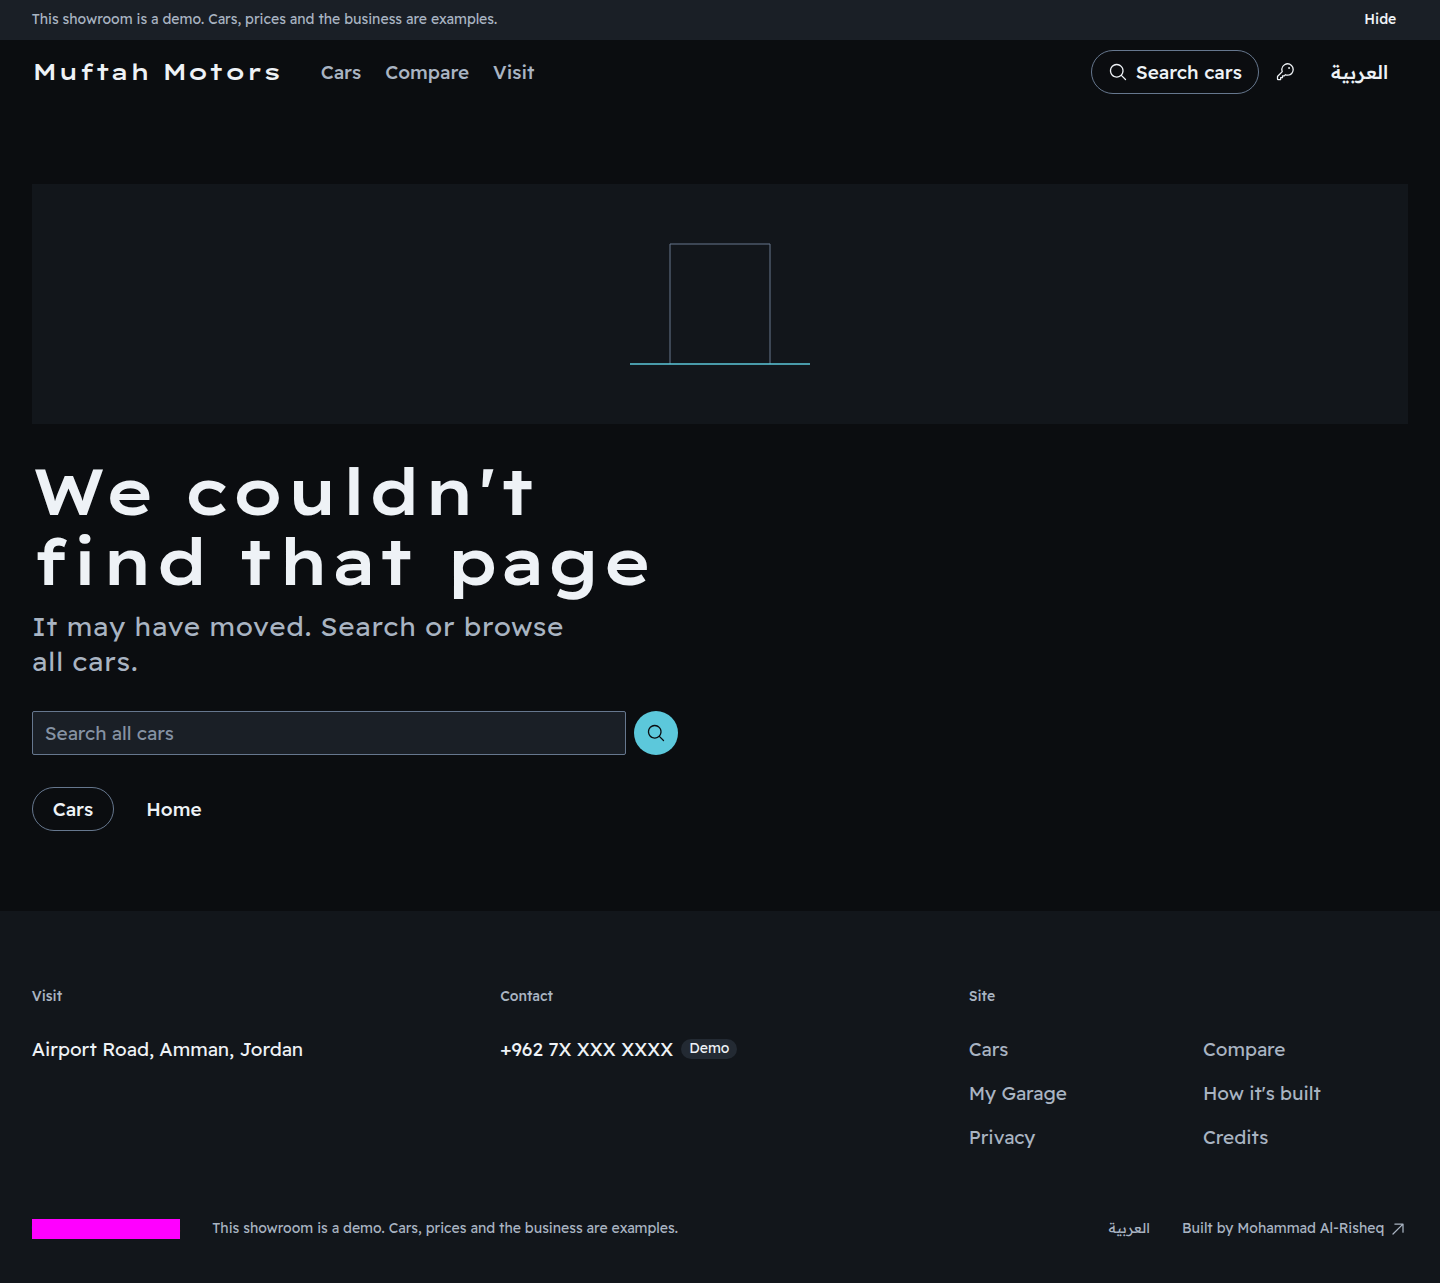 This showroom is a demo. Cars, prices and the business are examples.
Hide
Muftah Motors
Cars
Compare
Visit
Search cars
العربية
We couldn't
find that page
It may have moved. Search or browse
all cars.
Search all cars
Cars
Home
Visit
Contact
Site
Airport Road, Amman, Jordan
+962 7X XXX XXXX Demo
Cars
Compare
My Garage
How it's built
Privacy
Credits
This showroom is a demo. Cars, prices and the business are examples.
العربية
Built by Mohammad Al-Risheq